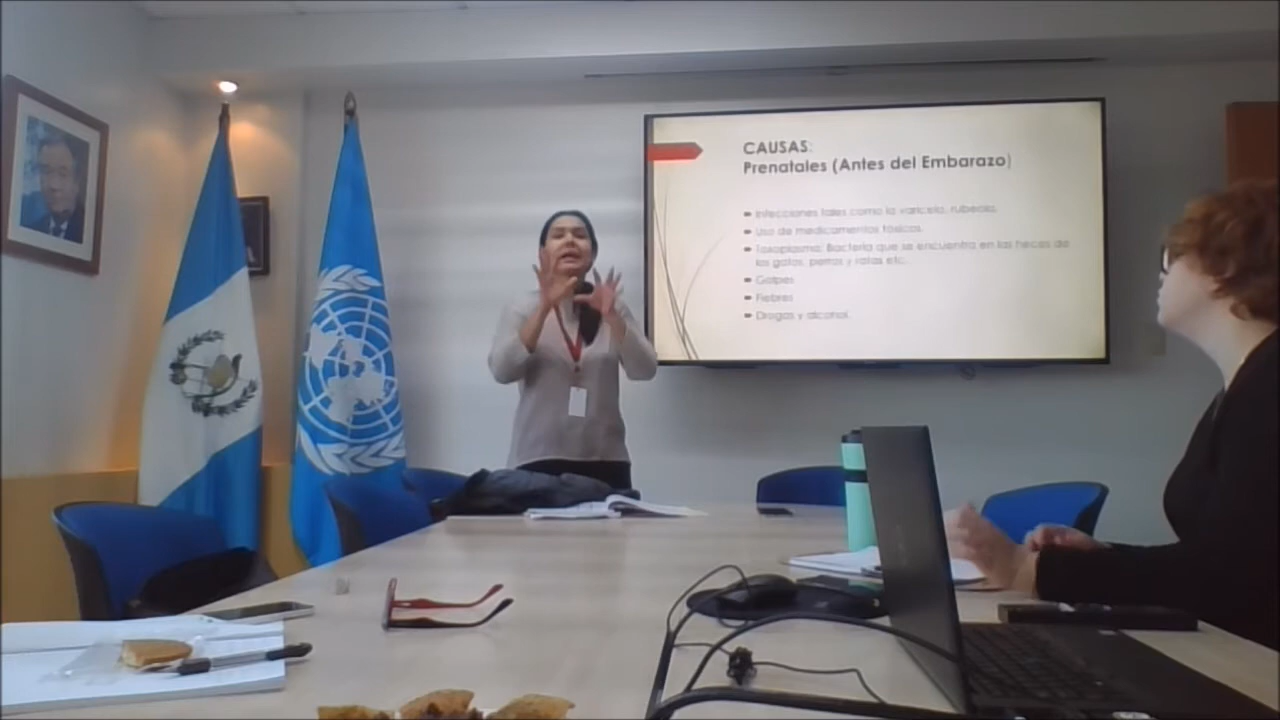 CAUSAS:
Prenatales (Antes del Embarazo)
Infecciones tales como la varicela, rubeola.
Uso de medicamentos tóxicos.
Toxoplasma: Bacteria que se encuentra en las heces de
los gatos, perros y ratas etc.
Golpes
Fiebres
Drogas y alcohol.